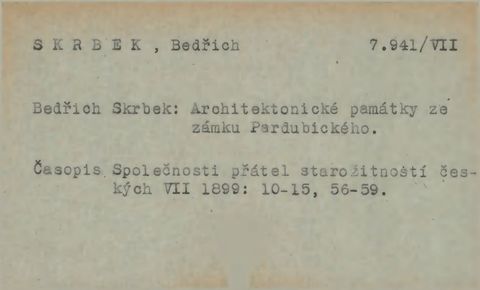 S K R B E K , Bedřich 7.941/VII
Bedřich Skrbek: Architektonické památky ze
zámku Pardubického.
Časopis Společnosti přátel starožitností čes-
kých VII 1899: 10-15, 56-59.